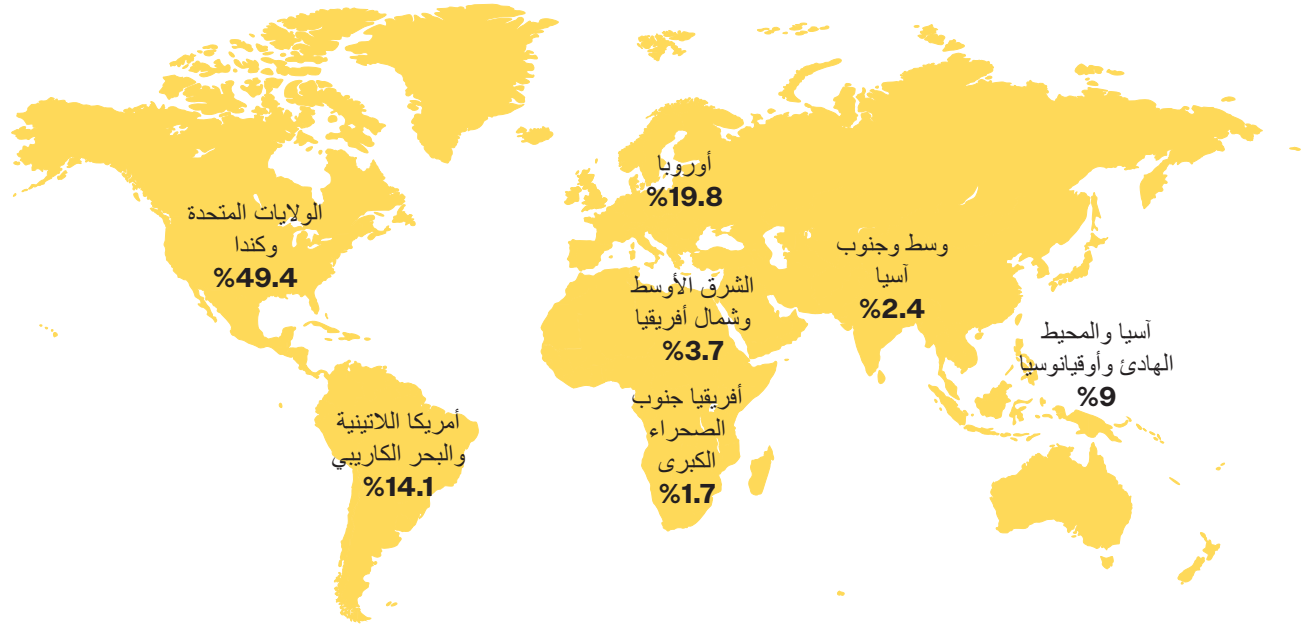 أوروبا
%19.8
الولايات المتحدة
وكندا
%49.4
وسط وجنوب
آسيا
%2.4
الشرق الأوسط
وشمال أفريقيا
%3.7
آسيا والمحيط
الهادئ وأوقيانوسيا
%9
أفريقيا جنوب
الصحراء
الكبرى
%1.7
أمريكا اللاتينية
والبحر الكاريبي
%14.1